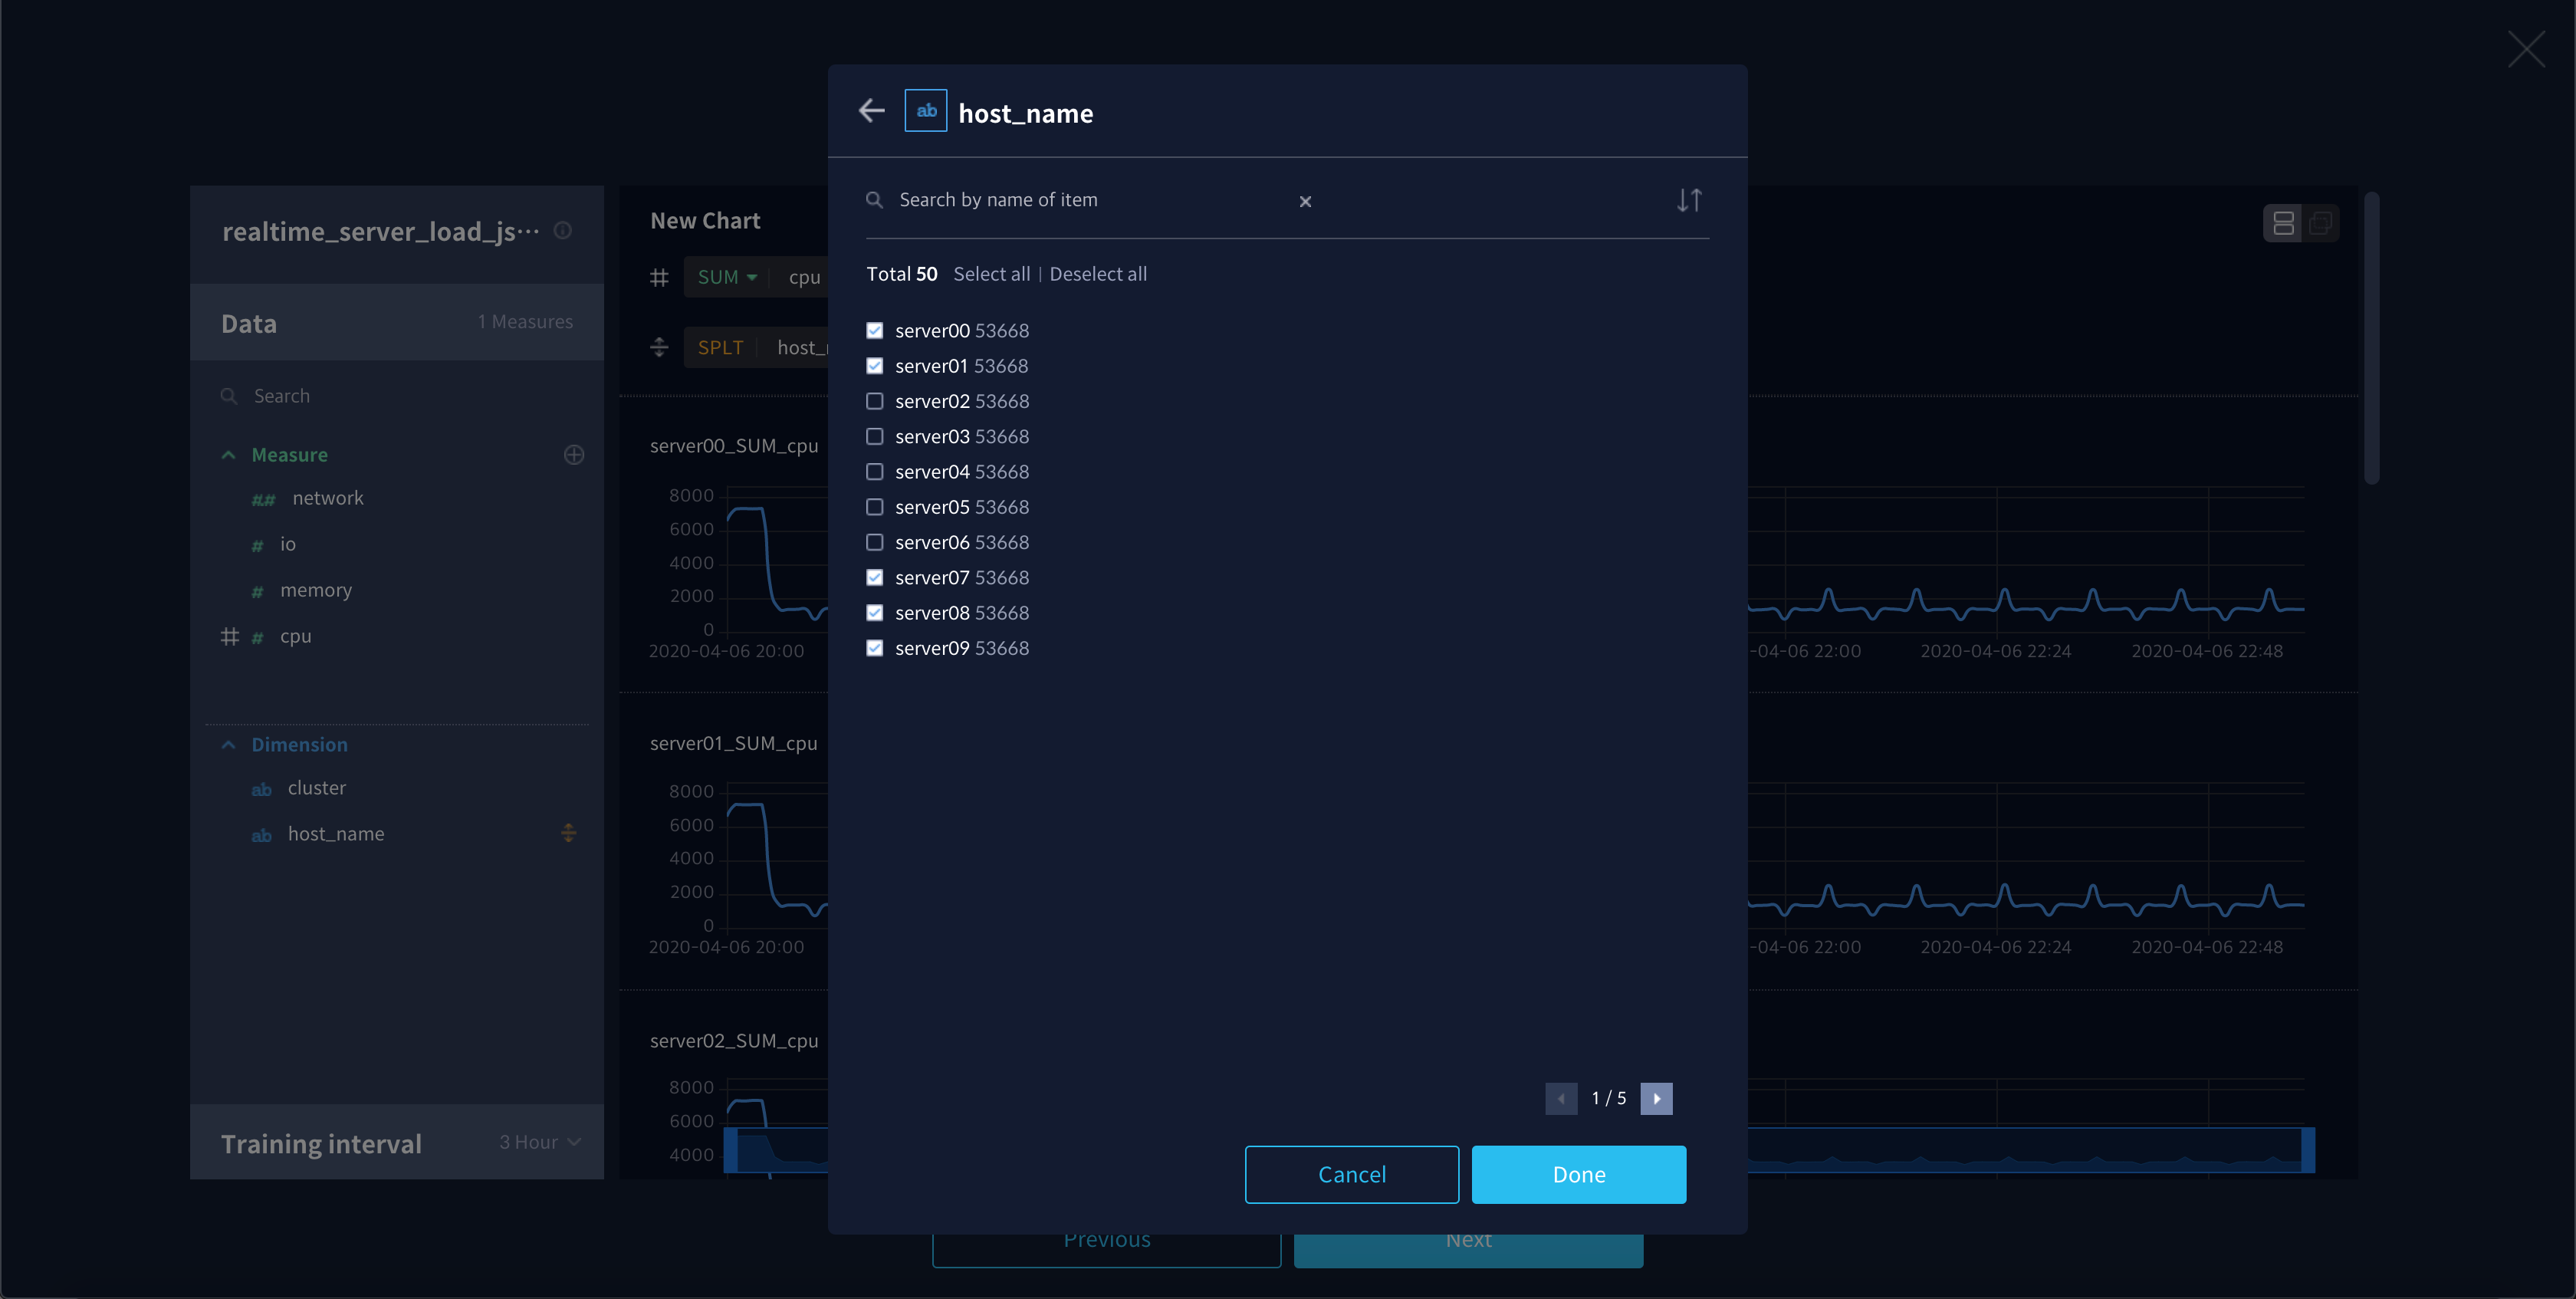 ab host_name
Search by name of item
Total 50 Select all | Deselect all
server00 53668
server01 53668
server02 53668
server03 53668
server04 53668
server05 53668
server06 53668
server07 53668
server08 53668
server09 53668
1 / 5
Cancel Done
Previous Next
realtime_server_load_js···
Data 1 Measures
Search
Measure
## network
# io
# memory
# cpu
Dimension
ab cluster
ab host_name
Training interval 3 Hour
New Chart
SUM cpu
SPLT
server00_SUM_cpu
8000
6000
4000
2000
0
2020-04-06 20:00 -04-06 22:00 2020-04-06 22:24 2020-04-06 22:48
server01_SUM_cpu
8000
6000
4000
2000
0
2020-04-06 20:00 -04-06 22:00 2020-04-06 22:24 2020-04-06 22:48
server02_SUM_cpu
8000
6000
4000